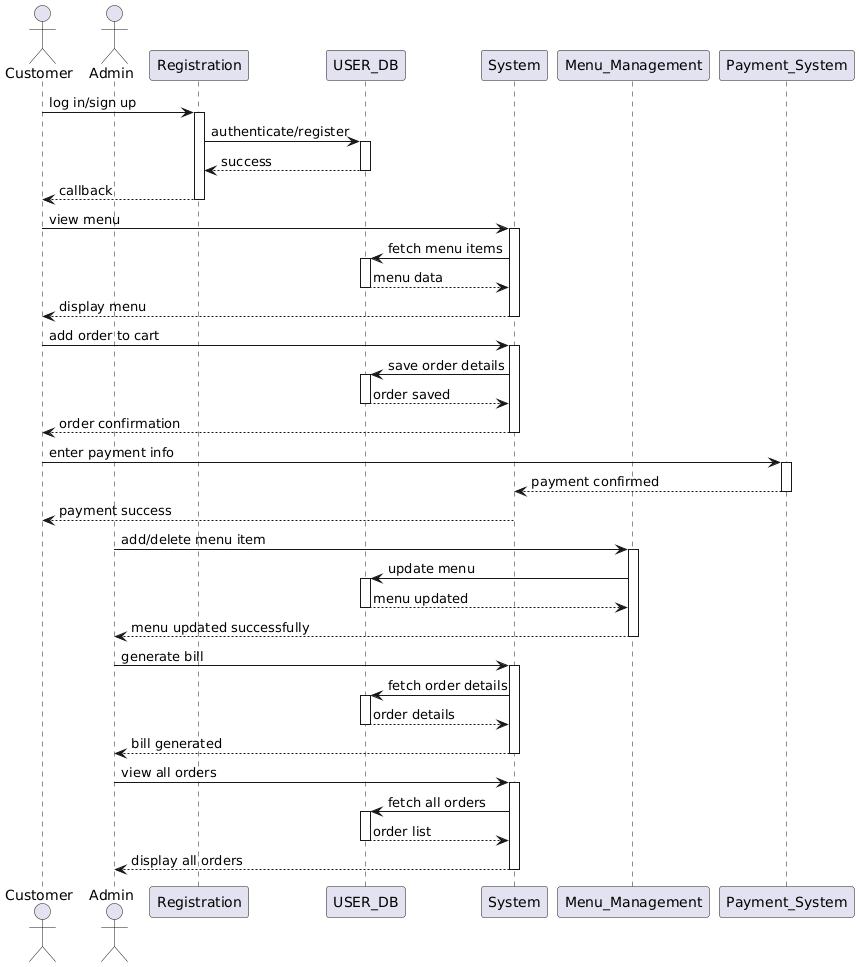 Customer
Admin
Registration
USER_DB
System
Menu_Management
Payment_System
log in/sign up
authenticate/register
success
callback
view menu
fetch menu items
menu data
display menu
add order to cart
save order details
order saved
order confirmation
enter payment info
payment confirmed
payment success
add/delete menu item
update menu
menu updated
menu updated successfully
generate bill
fetch order details
order details
bill generated
view all orders
fetch all orders
order list
display all orders
Customer
Admin
Registration
USER_DB
System
Menu_Management
Payment_System